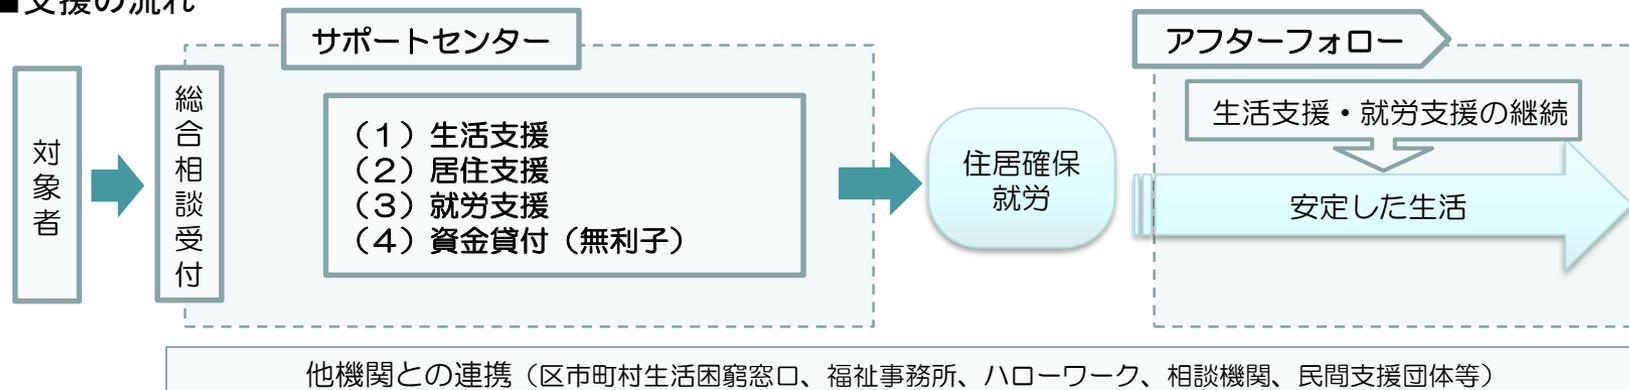 ■支援の流れ
サポートセンター
アフターフォロー
対象者
総合相談受付
（１）生活支援
（２）居住支援
（３）就労支援
（４）資金貸付（無利子）
住居確保
就労
生活支援・就労支援の継続
安定した生活
他機関との連携（区市町村生活困窮窓口、福祉事務所、ハローワーク、相談機関、民間支援団体等）